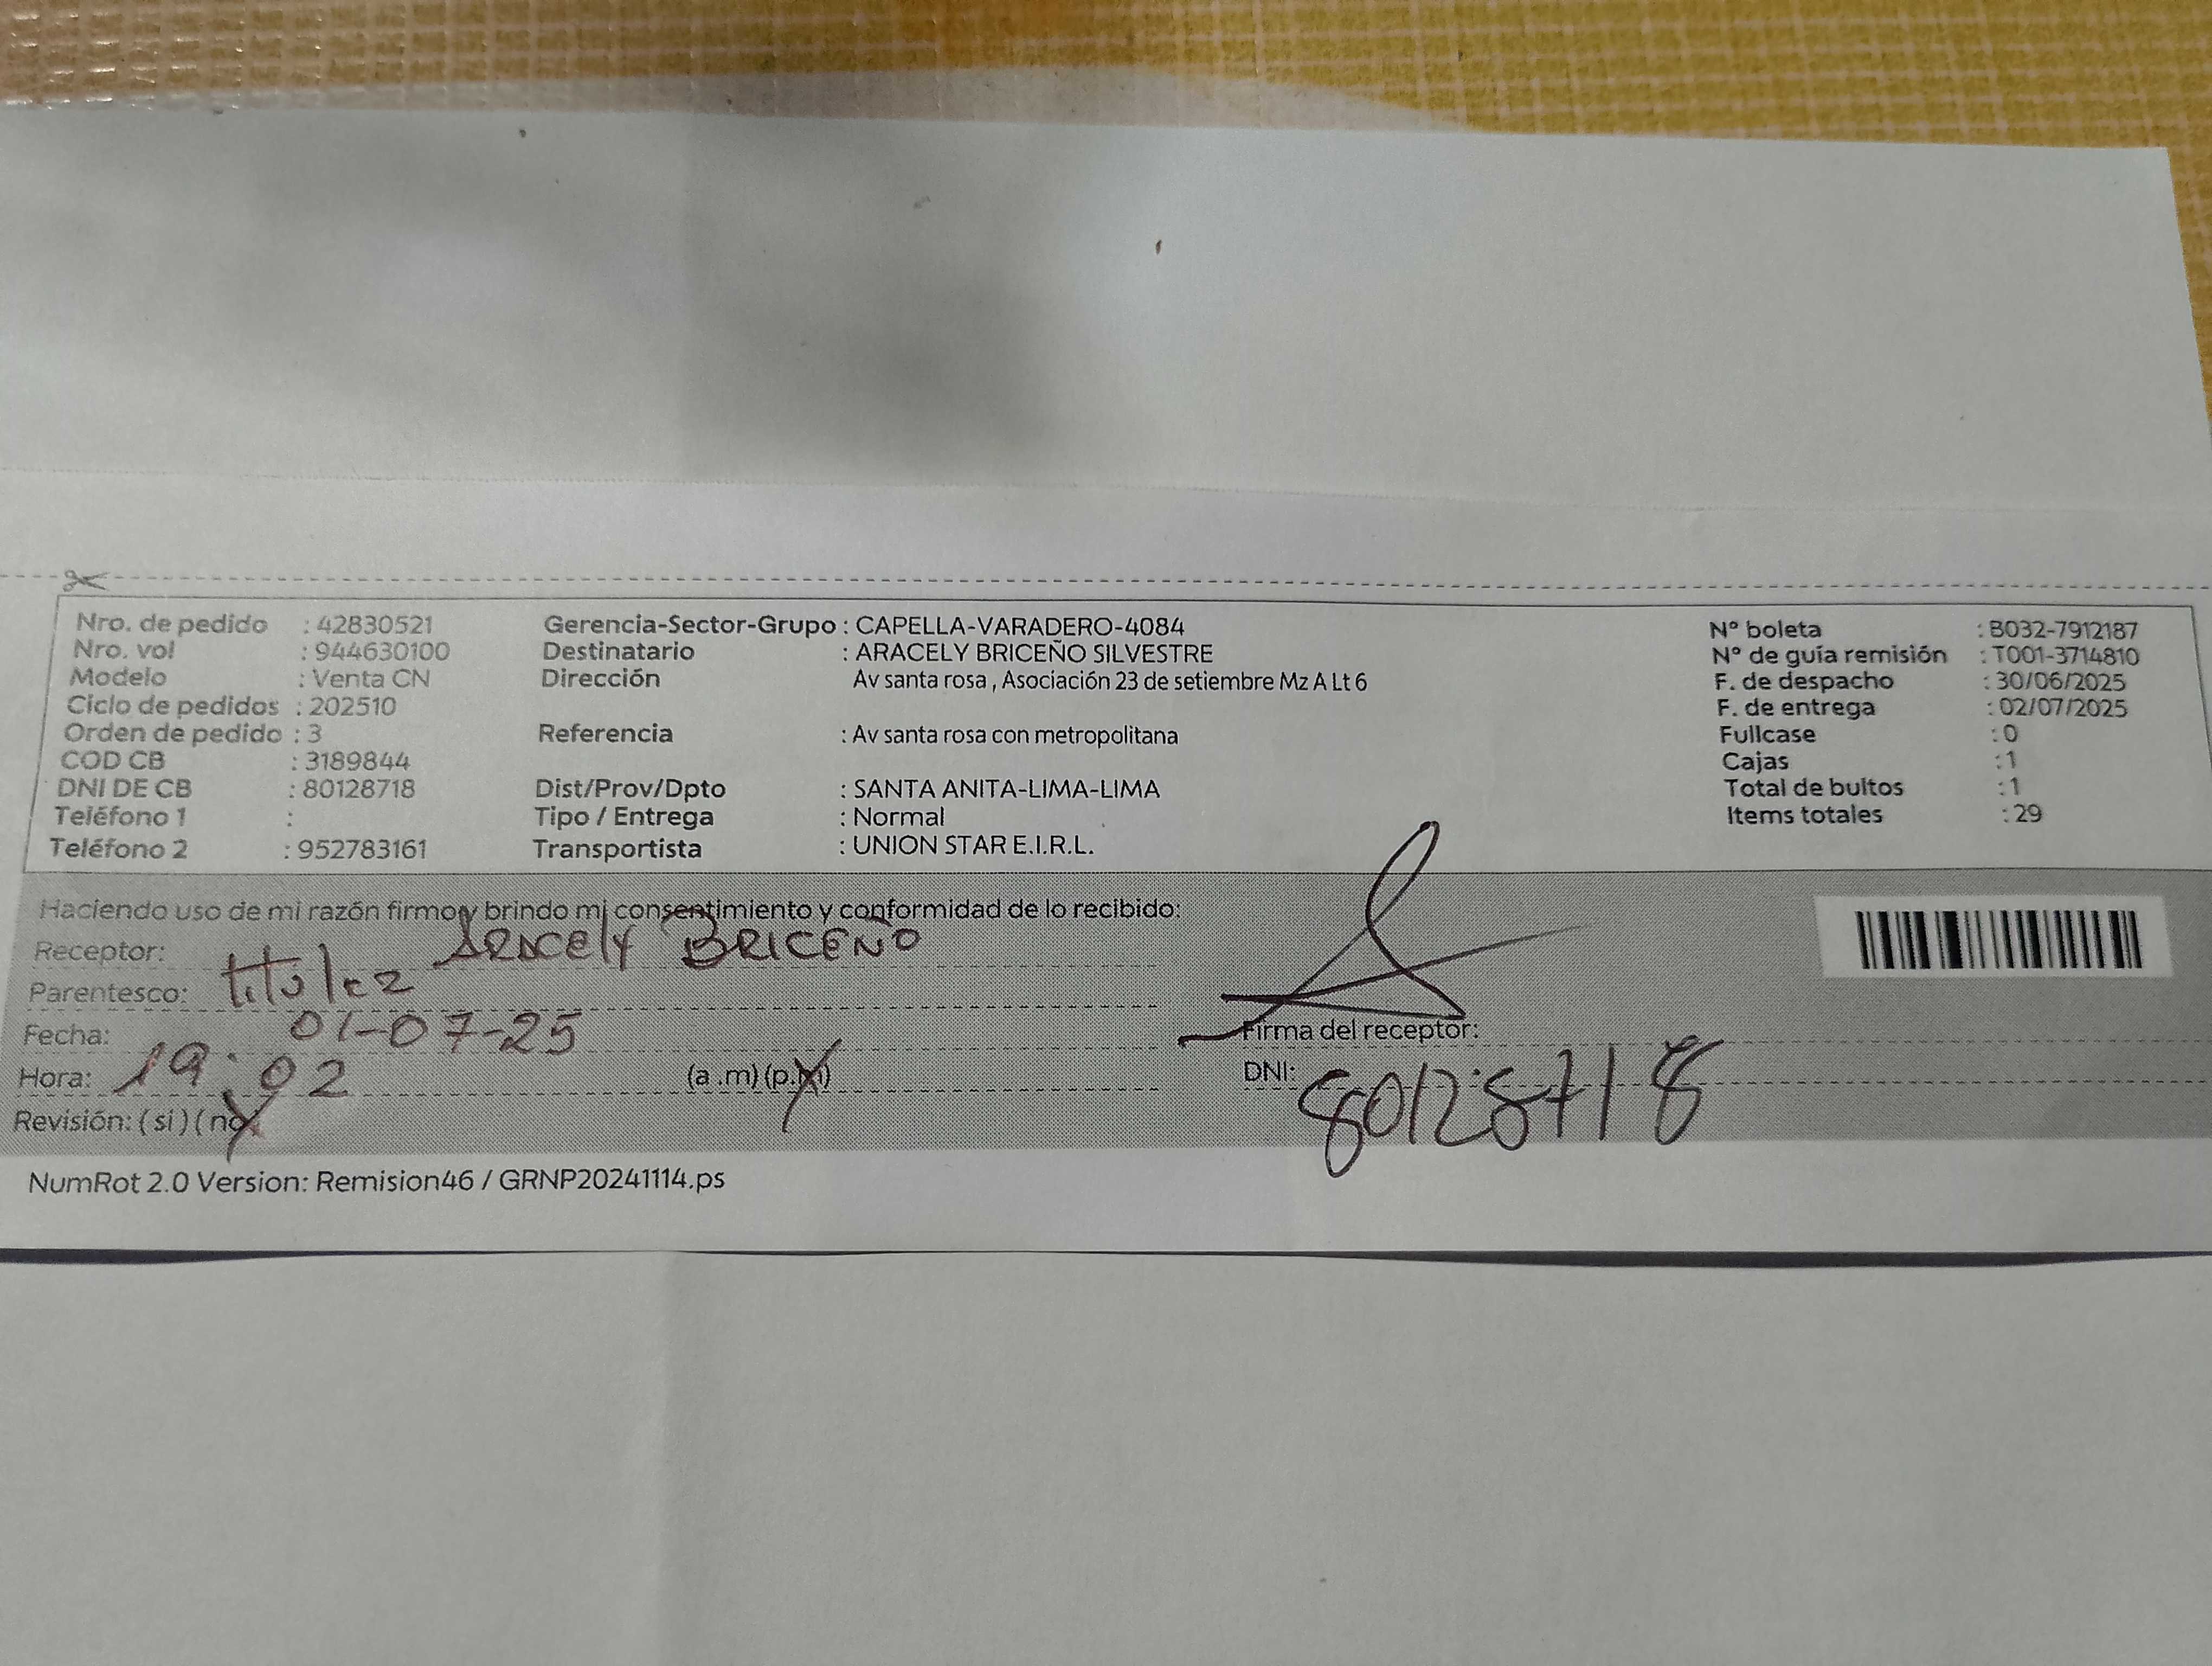 Nro. de pedido : 42830521
Nro. vol : 944630100
Modelo : Venta CN
Ciclo de pedidos : 202510
Orden de pedido : 3
COD CB : 3189844
DNI DE CB : 80128718
Teléfono 1 :
Teléfono 2 : 952783161
Gerencia-Sector-Grupo : CAPELLA-VARADERO-4084
Destinatario : ARACELY BRICEÑO SILVESTRE
Dirección Av santa rosa , Asociación 23 de setiembre Mz A Lt 6
Referencia : Av santa rosa con metropolitana
Dist/Prov/Dpto : SANTA ANITA-LIMA-LIMA
Tipo / Entrega : Normal
Transportista : UNION STAR E.I.R.L.
N° boleta : B032-7912187
N° de guía remisión : T001-3714810
F. de despacho : 30/06/2025
F. de entrega : 02/07/2025
Fullcase : 0
Cajas : 1
Total de bultos : 1
Items totales : 29
Haciendo uso de mi razón firmo y brindo mi consentimiento y conformidad de lo recibido:
Receptor: ARACELY BRICEÑO
Parentesco: titular
Fecha: 01-07-25
Hora: 19:02 (a .m) (p.m)
Revisión: ( si ) ( no )
Firma del receptor:
DNI: 80128718
NumRot 2.0 Version: Remision46 / GRNP20241114.ps